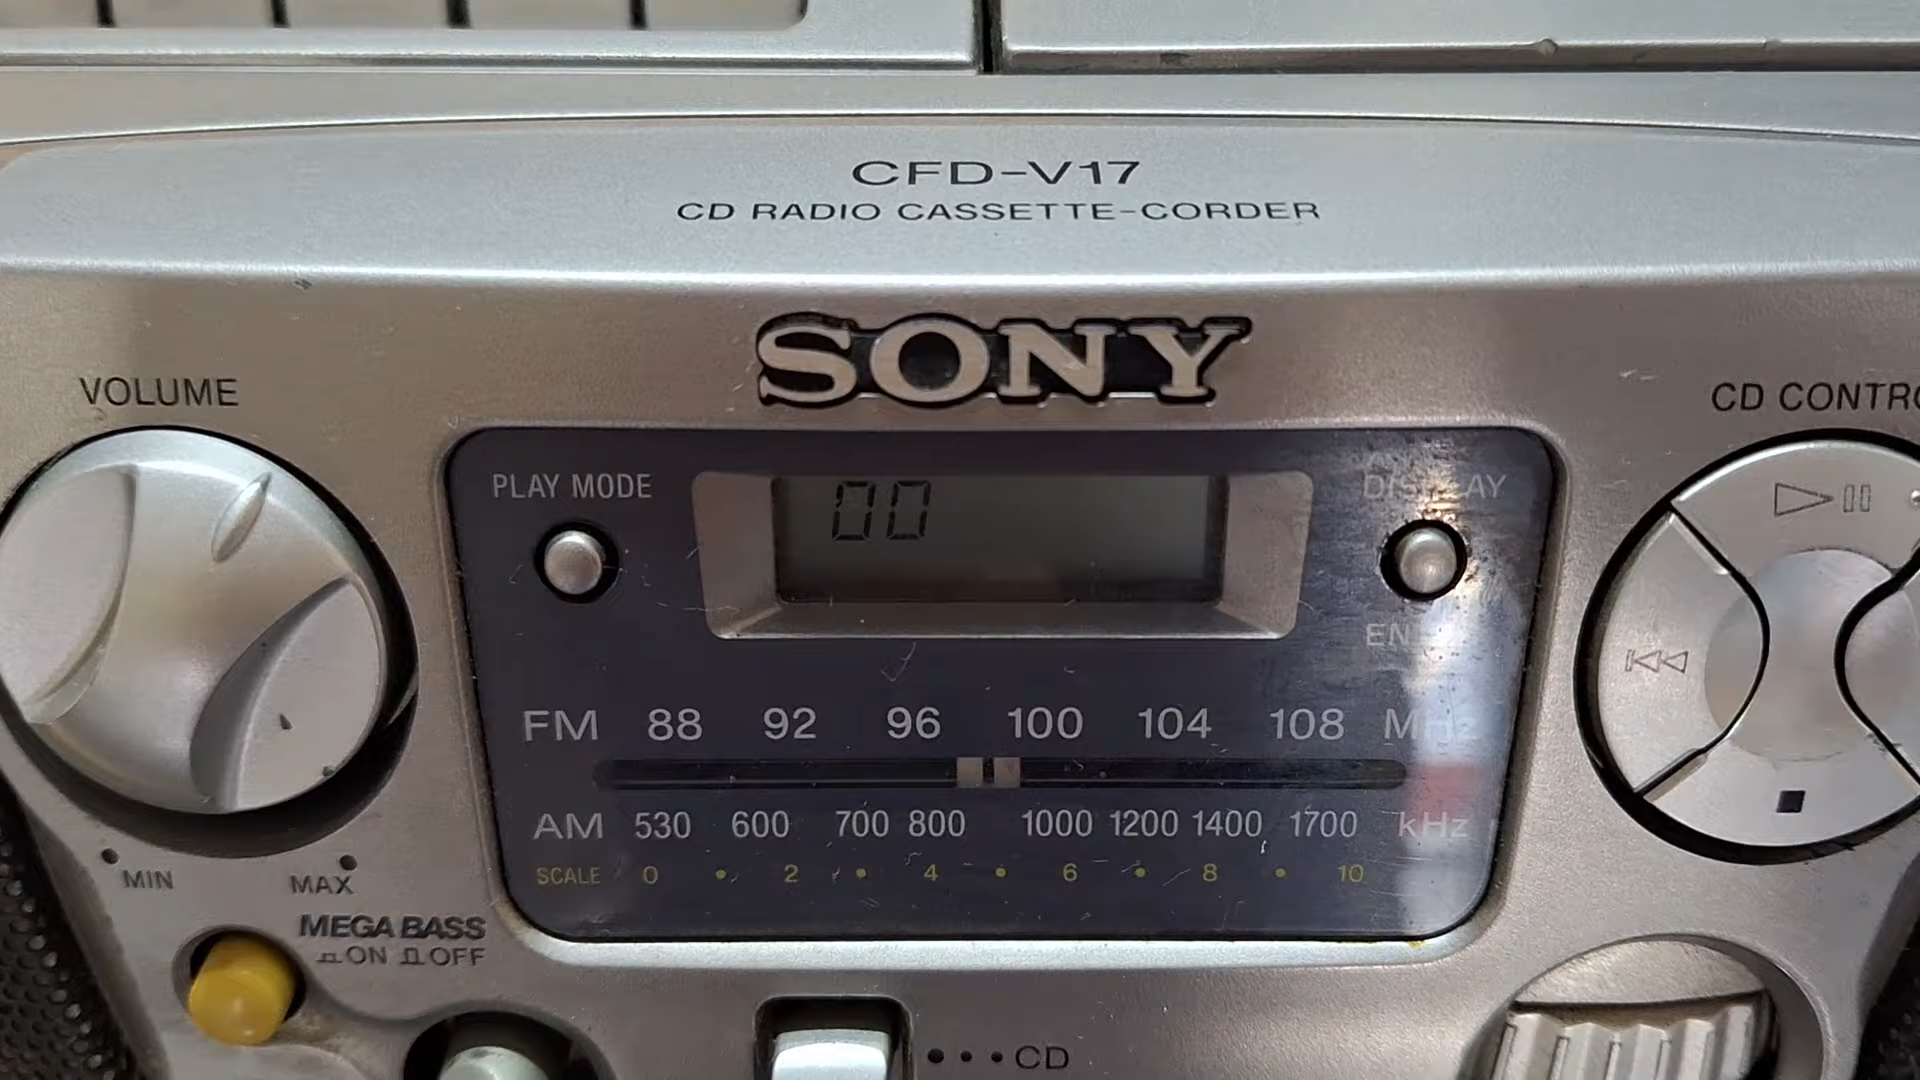 CFD-V17
CD RADIO CASSETTE-CORDER
SONY
VOLUME
CD
PLAY MODE
00
FM 88 92 96 100 104 108 MHz
AM 530 600 700 800 1000 1200 1400 1700 kHz
SCALE 0 • 2 • 4 • 6 • 8 • 10
MIN MAX
MEGA BASS
ON OFF
•••CD